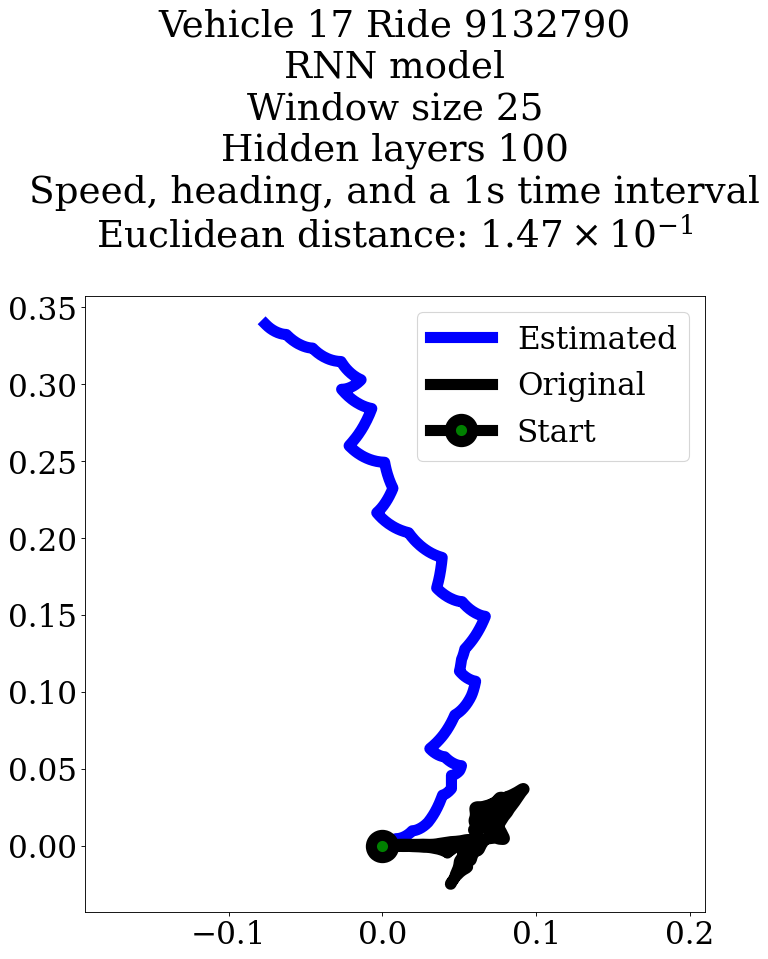 Vehicle 17 Ride 9132790
RNN model
Window size 25
Hidden layers 100
Speed, heading, and a 1s time interval
Euclidean distance: 1.47 × 10⁻¹
0.35
0.30
0.25
0.20
0.15
0.10
0.05
0.00
Estimated
Original
Start
−0.1
0.0
0.1
0.2